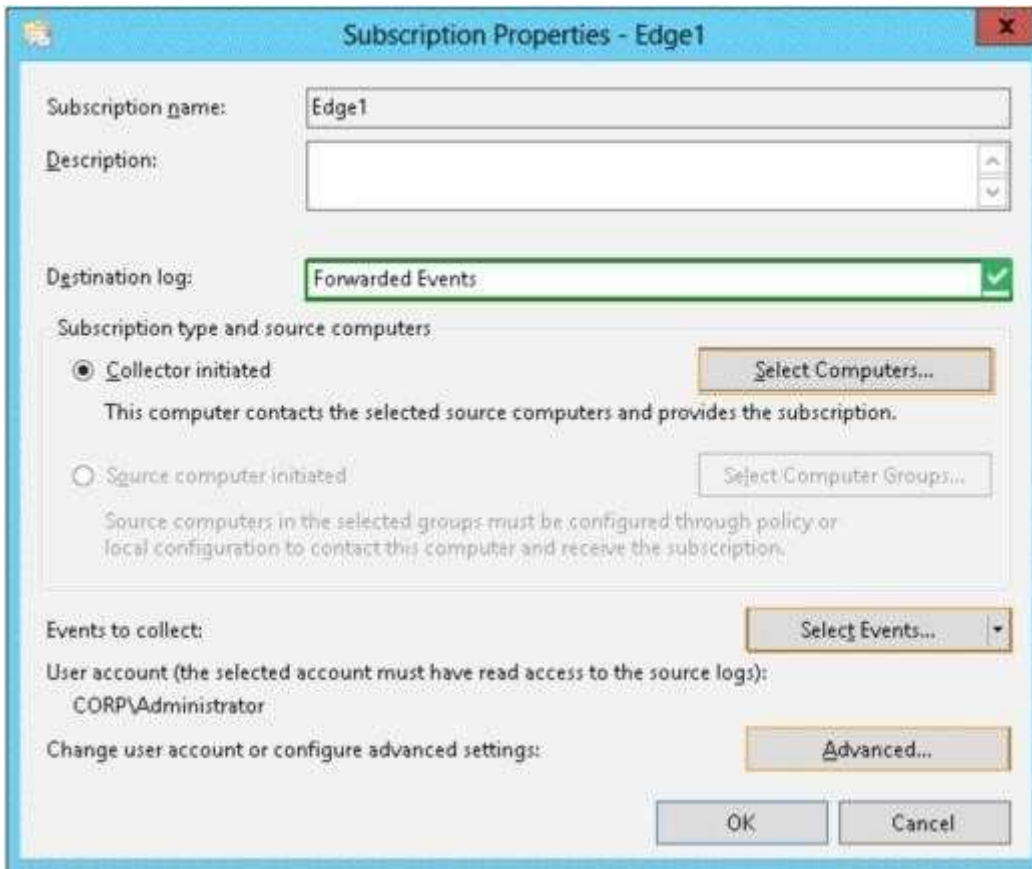 Subscription Properties - Edge1
Subscription name:
Edge1
Description:
Destination log:
Forwarded Events
Subscription type and source computers
Collector initiated
Select Computers...
This computer contacts the selected source computers and provides the subscription.
Source computer initiated
Select Computer Groups...
Source computers in the selected groups must be configured through policy or
local configuration to contact this computer and receive the subscription.
Events to collect:
Select Events...
User account (the selected account must have read access to the source logs):
CORP\Administrator
Change user account or configure advanced settings:
Advanced...
OK
Cancel